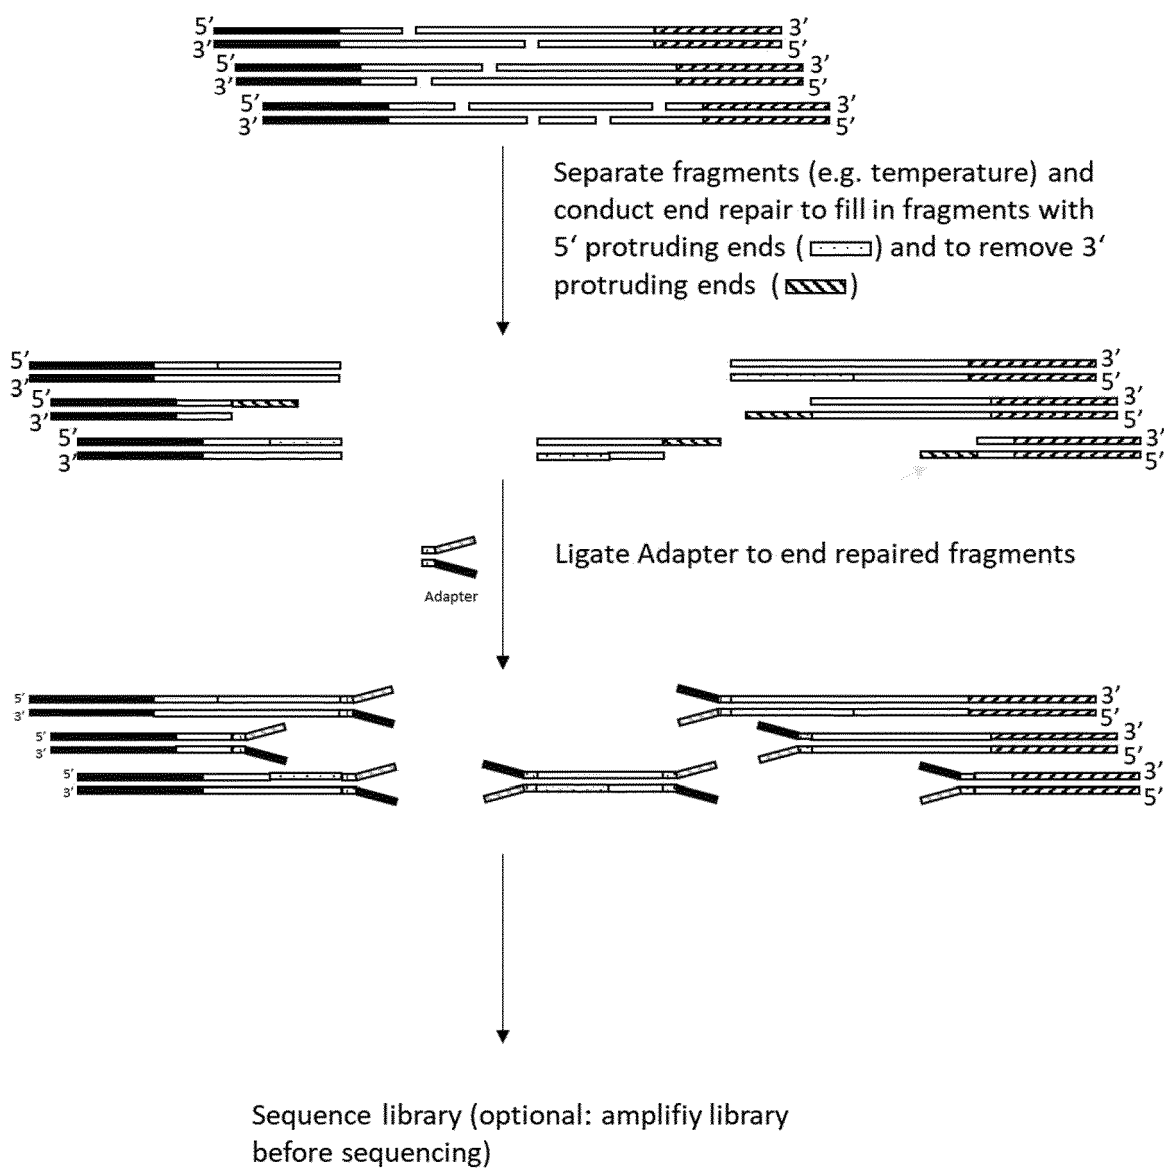 5‘ 3‘
3‘ 5‘
5‘ 3‘
3‘ 5‘
5‘ 3‘
3‘ 5‘
Separate fragments (e.g. temperature) and
conduct end repair to fill in fragments with
5‘ protruding ends ( ) and to remove 3‘
protruding ends ( )
5‘ 3‘
3‘ 5‘
5‘ 3‘
3‘ 5‘
5‘ 3‘
3‘ 5‘
Ligate Adapter to end repaired fragments
Adapter
5‘ 3‘
3‘ 5‘
5‘ 3‘
3‘ 5‘
5‘ 3‘
3‘ 5‘
Sequence library (optional: amplifiy library
before sequencing)